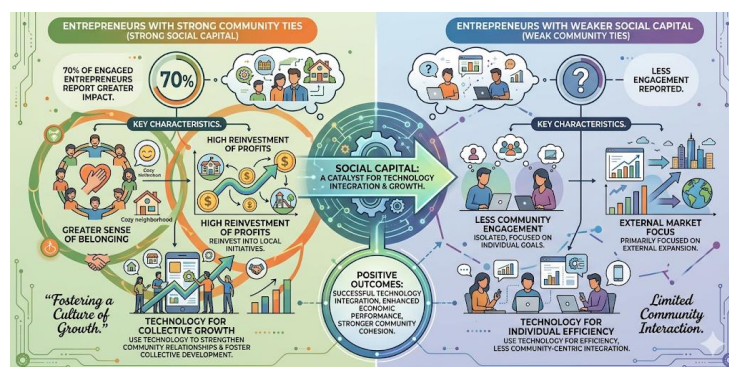 ENTREPRENEURS WITH STRONG COMMUNITY TIES
(STRONG SOCIAL CAPITAL)
70% OF ENGAGED
ENTREPRENEURS
REPORT GREATER
IMPACT.
70%
KEY CHARACTERISTICS.
Cozy
neighborhood
GREATER SENSE
OF BELONGING
HIGH REINVESTMENT
OF PROFITS
HIGH REINVESTMENT
OF PROFITS
REINVEST INTO LOCAL
INITIATIVES.
"Fostering a
Culture of
Growth."
TECHNOLOGY FOR
COLLECTIVE GROWTH
USE TECHNOLOGY TO STRENGTHEN
COMMUNITY RELATIONSHIPS & FOSTER
COLLECTIVE DEVELOPMENT.
SOCIAL CAPITAL:
A CATALYST FOR TECHNOLOGY
INTEGRATION & GROWTH.
POSITIVE
OUTCOMES:
SUCCESSFUL TECHNOLOGY
INTEGRATION, ENHANCED
ECONOMIC
PERFORMANCE,
STRONGER COMMUNITY
COHESION.
ENTREPRENEURS WITH WEAKER SOCIAL CAPITAL
(WEAK COMMUNITY TIES)
?
?
LESS
ENGAGEMENT
REPORTED.
KEY CHARACTERISTICS.
LESS COMMUNITY
ENGAGEMENT
ISOLATED, FOCUSED ON
INDIVIDUAL GOALS.
EXTERNAL MARKET
FOCUS
PRIMARILY FOCUSED ON
EXTERNAL EXPANSION.
TECHNOLOGY FOR
INDIVIDUAL EFFICIENCY
USE TECHNOLOGY FOR EFFICIENCY,
LESS COMMUNITY-CENTRIC INTEGRATION.
Limited
Community
Interaction.